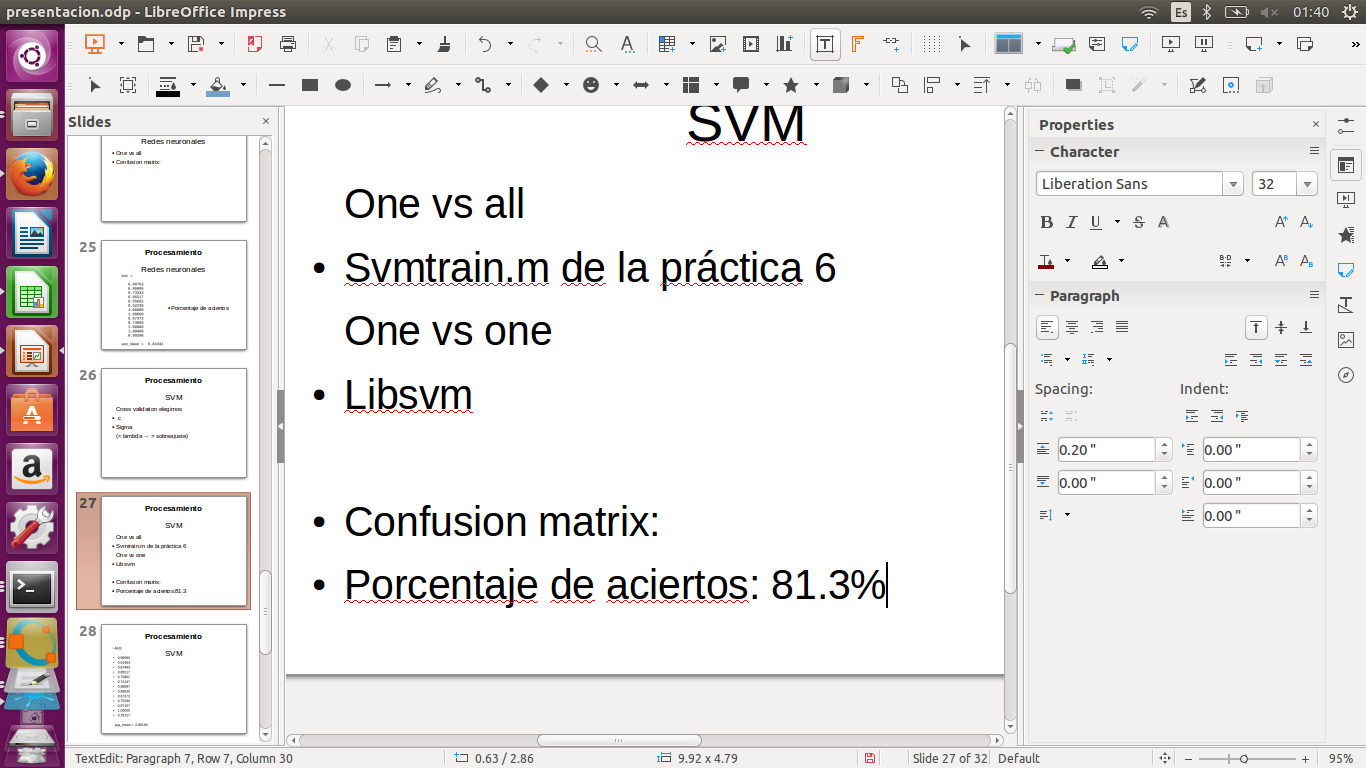 presentacion.odp - LibreOffice Impress
Es
01:40
Slides
Redes neuronales
• One vs all
• Confusion matrix:
25
Procesamiento
Redes neuronales
• Porcentaje de aciertos
26
Procesamiento
SVM
Cross validation elegimos
• c
• Sigma
(< lambda → > sobreajuste)
27
Procesamiento
SVM
One vs all
• Svmtrain.m de la práctica 6
One vs one
• Libsvm
• Confusion matrix:
• Porcentaje de aciertos 81.3
28
Procesamiento
SVM
SVM
One vs all
• Svmtrain.m de la práctica 6
One vs one
• Libsvm
• Confusion matrix:
• Porcentaje de aciertos: 81.3%
Properties
Character
Liberation Sans
32
Paragraph
Spacing:
Indent:
0.20 "
0.00 "
0.00 "
0.00 "
0.00 "
TextEdit: Paragraph 7, Row 7, Column 30
0.63 / 2.86
9.92 x 4.79
Slide 27 of 32
Default
95%